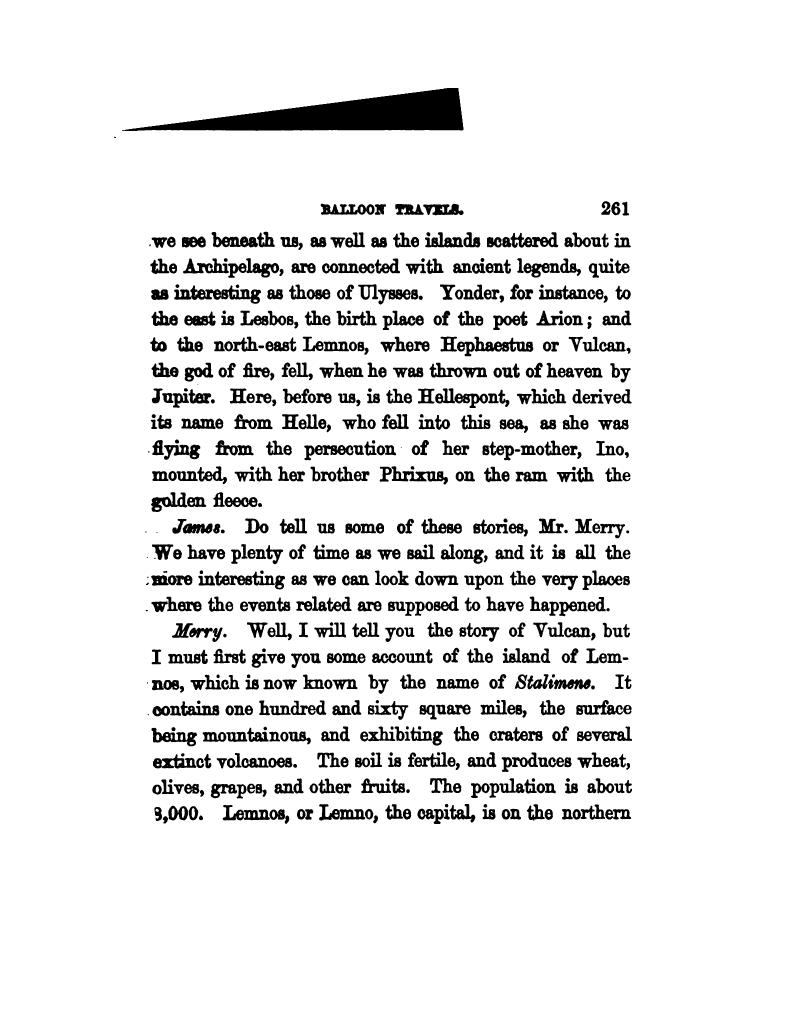 BALLOON TRAVELS. 261
we see beneath us, as well as the islands scattered about in
the Archipelago, are connected with ancient legends, quite
as interesting as those of Ulysses. Yonder, for instance, to
the east is Lesbos, the birth place of the poet Arion; and
to the north-east Lemnos, where Hephaestus or Vulcan,
the god of fire, fell, when he was thrown out of heaven by
Jupiter. Here, before us, is the Hellespont, which derived
its name from Helle, who fell into this sea, as she was
flying from the persecution of her step-mother, Ino,
mounted, with her brother Phrixus, on the ram with the
golden fleece.
James. Do tell us some of these stories, Mr. Merry.
We have plenty of time as we sail along, and it is all the
more interesting as we can look down upon the very places
where the events related are supposed to have happened.
Merry. Well, I will tell you the story of Vulcan, but
I must first give you some account of the island of Lem-
nos, which is now known by the name of Stalimene. It
contains one hundred and sixty square miles, the surface
being mountainous, and exhibiting the craters of several
extinct volcanoes. The soil is fertile, and produces wheat,
olives, grapes, and other fruits. The population is about
Lemnos, or Lemno, the capital, is on the northern